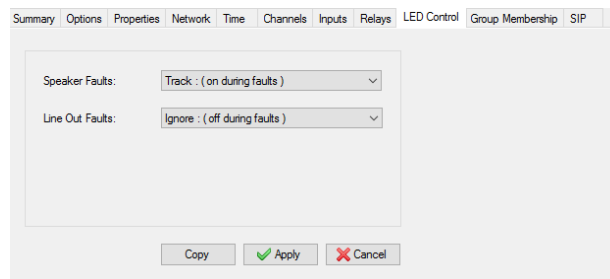 Summary Options Properties Network Time Channels Inputs Relays LED Control Group Membership SIP
Speaker Faults: Track : ( on during faults )
Line Out Faults: Ignore : ( off during faults )
Copy Apply Cancel